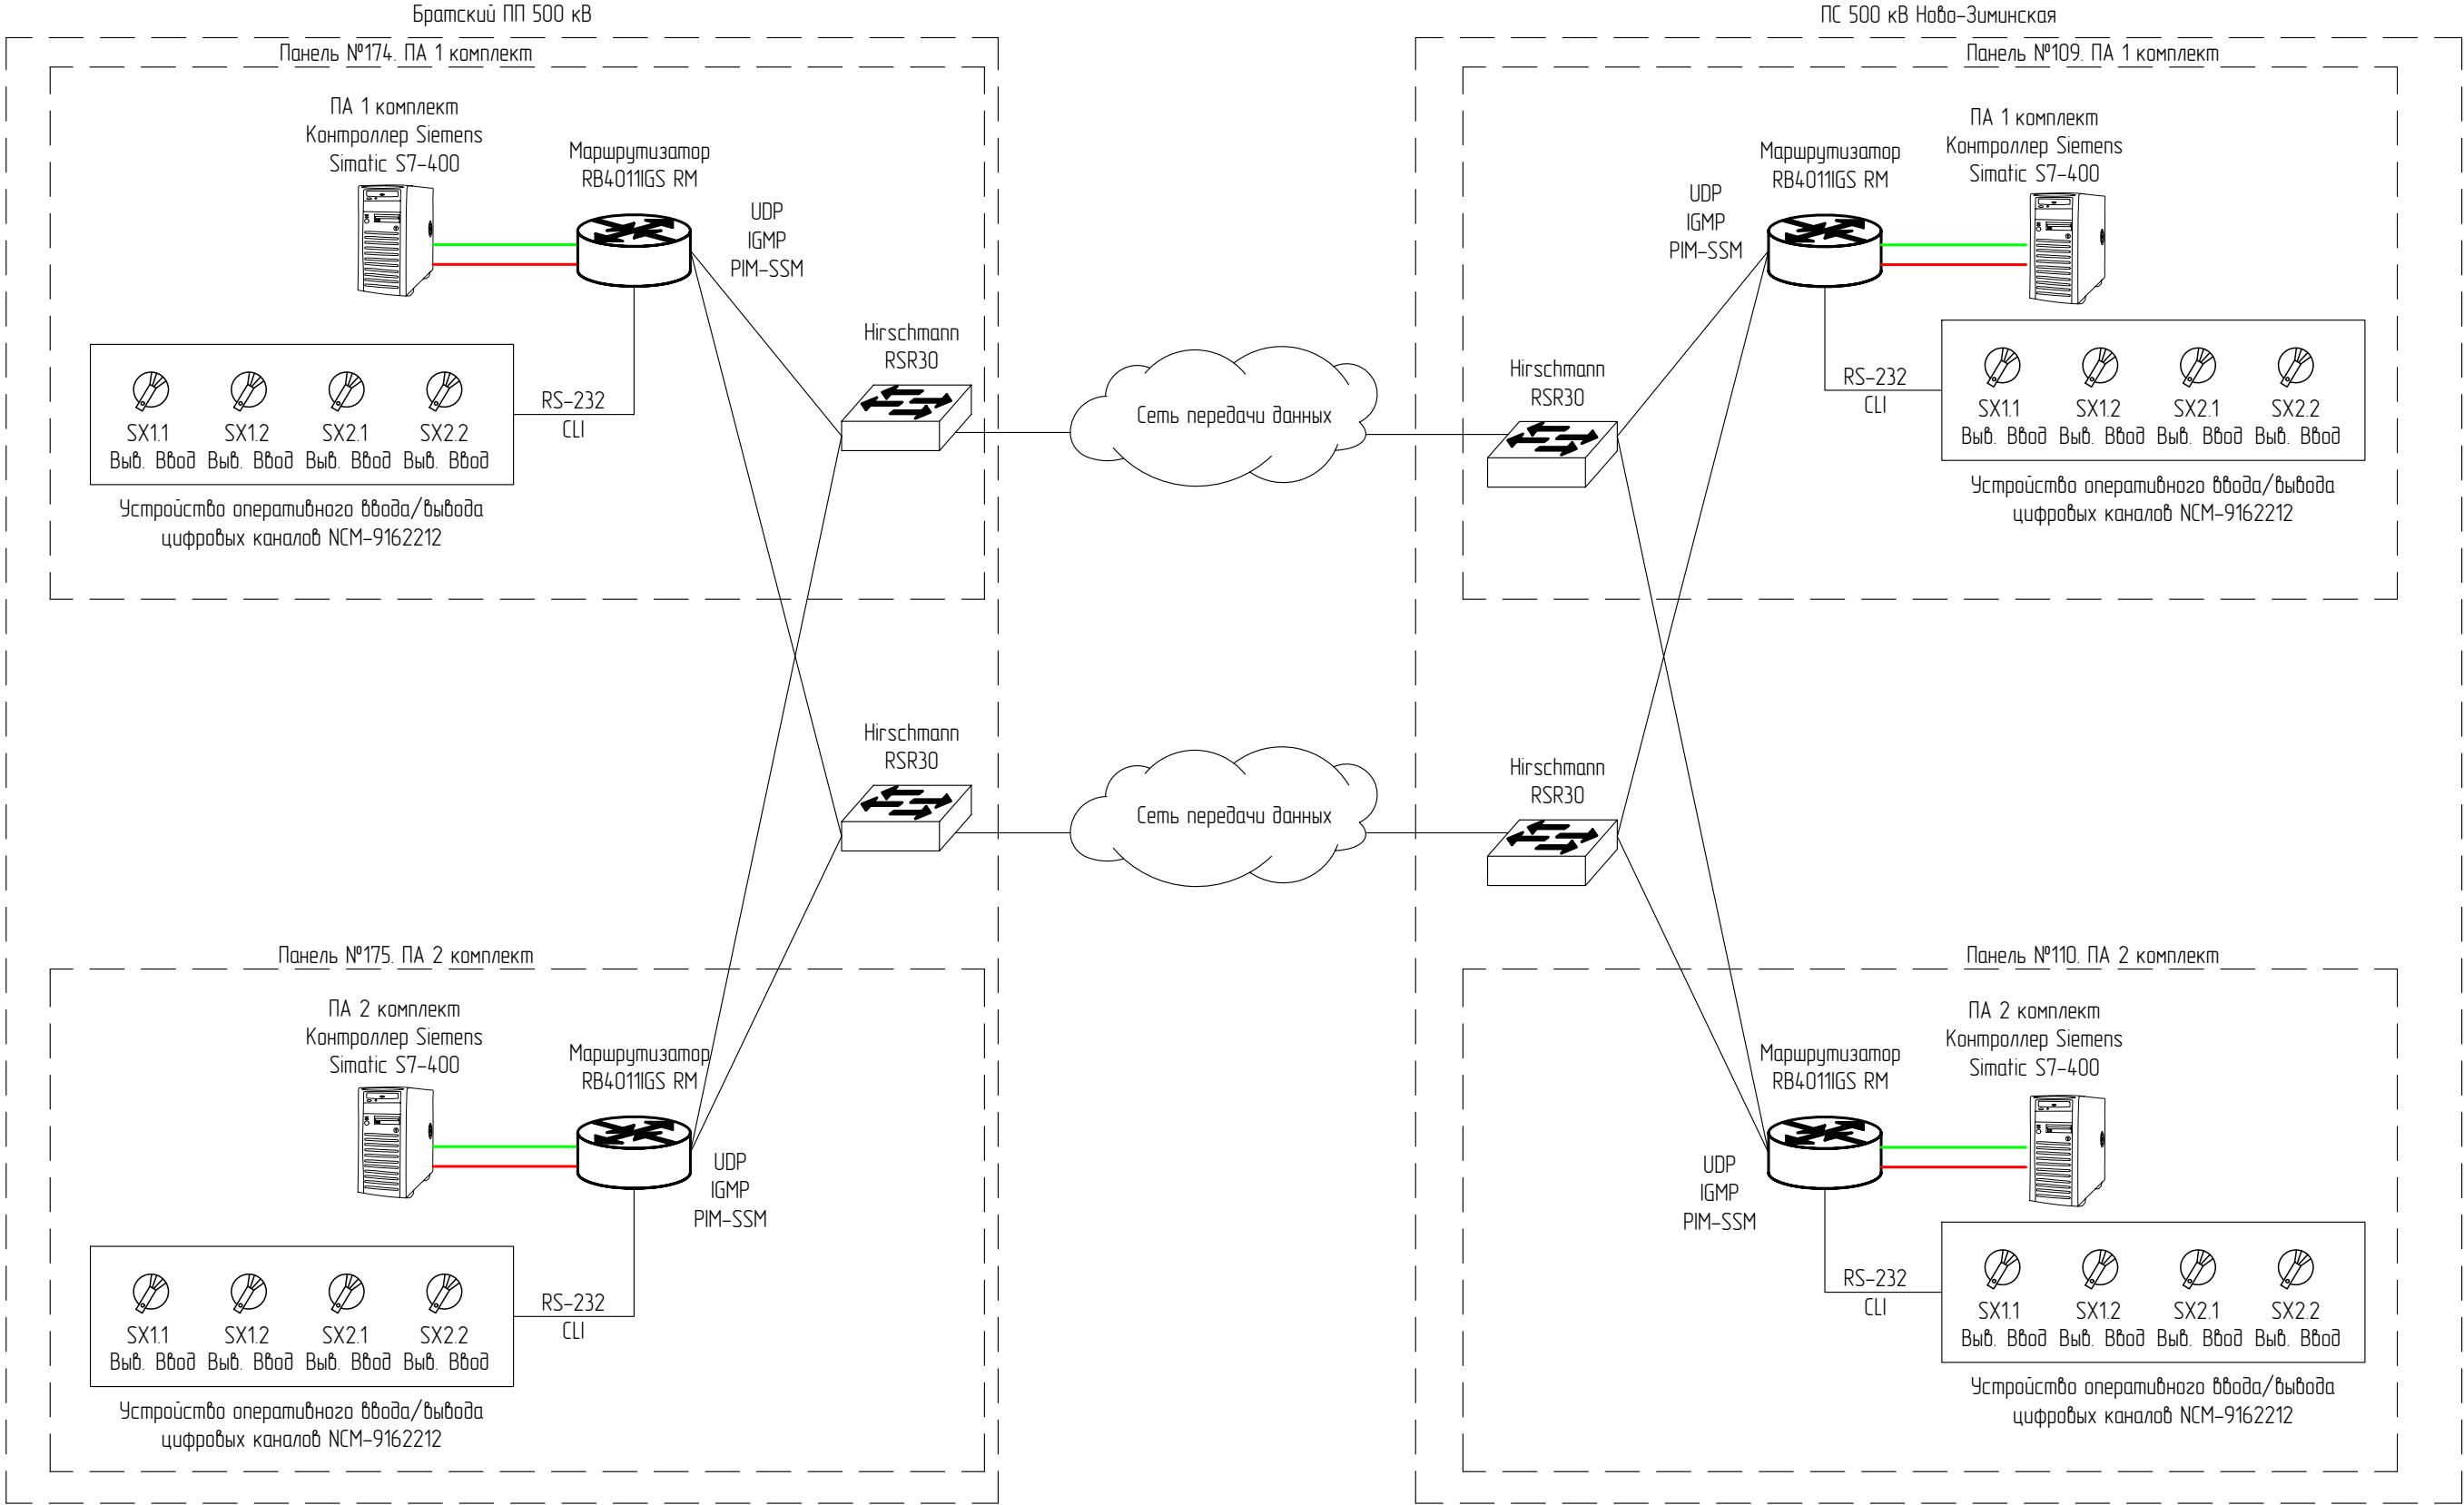 Братский ПП 500 кВ
Панель №174. ПА 1 комплект
ПА 1 комплект
Контроллер Siemens
Simatic S7-400
Маршрутизатор
RB4011IGS RM
UDP
IGMP
PIM-SSM
Hirschmann
RSR30
RS-232
CLI
SX1.1 SX1.2 SX2.1 SX2.2
Выв. Ввод Выв. Ввод Выв. Ввод Выв. Ввод
Устройство оперативного ввода/вывода
цифровых каналов NCM-9162212
Сеть передачи данных
ПС 500 кВ Ново-Зиминская
Панель №109. ПА 1 комплект
ПА 1 комплект
Контроллер Siemens
Simatic S7-400
Маршрутизатор
RB4011IGS RM
UDP
IGMP
PIM-SSM
Hirschmann
RSR30
RS-232
CLI
SX1.1 SX1.2 SX2.1 SX2.2
Выв. Ввод Выв. Ввод Выв. Ввод Выв. Ввод
Устройство оперативного ввода/вывода
цифровых каналов NCM-9162212
Hirschmann
RSR30
Сеть передачи данных
Hirschmann
RSR30
Панель №175. ПА 2 комплект
ПА 2 комплект
Контроллер Siemens
Simatic S7-400
Маршрутизатор
RB4011IGS RM
UDP
IGMP
PIM-SSM
RS-232
CLI
SX1.1 SX1.2 SX2.1 SX2.2
Выв. Ввод Выв. Ввод Выв. Ввод Выв. Ввод
Устройство оперативного ввода/вывода
цифровых каналов NCM-9162212
Панель №110. ПА 2 комплект
ПА 2 комплект
Контроллер Siemens
Simatic S7-400
Маршрутизатор
RB4011IGS RM
UDP
IGMP
PIM-SSM
RS-232
CLI
SX1.1 SX1.2 SX2.1 SX2.2
Выв. Ввод Выв. Ввод Выв. Ввод Выв. Ввод
Устройство оперативного ввода/вывода
цифровых каналов NCM-9162212